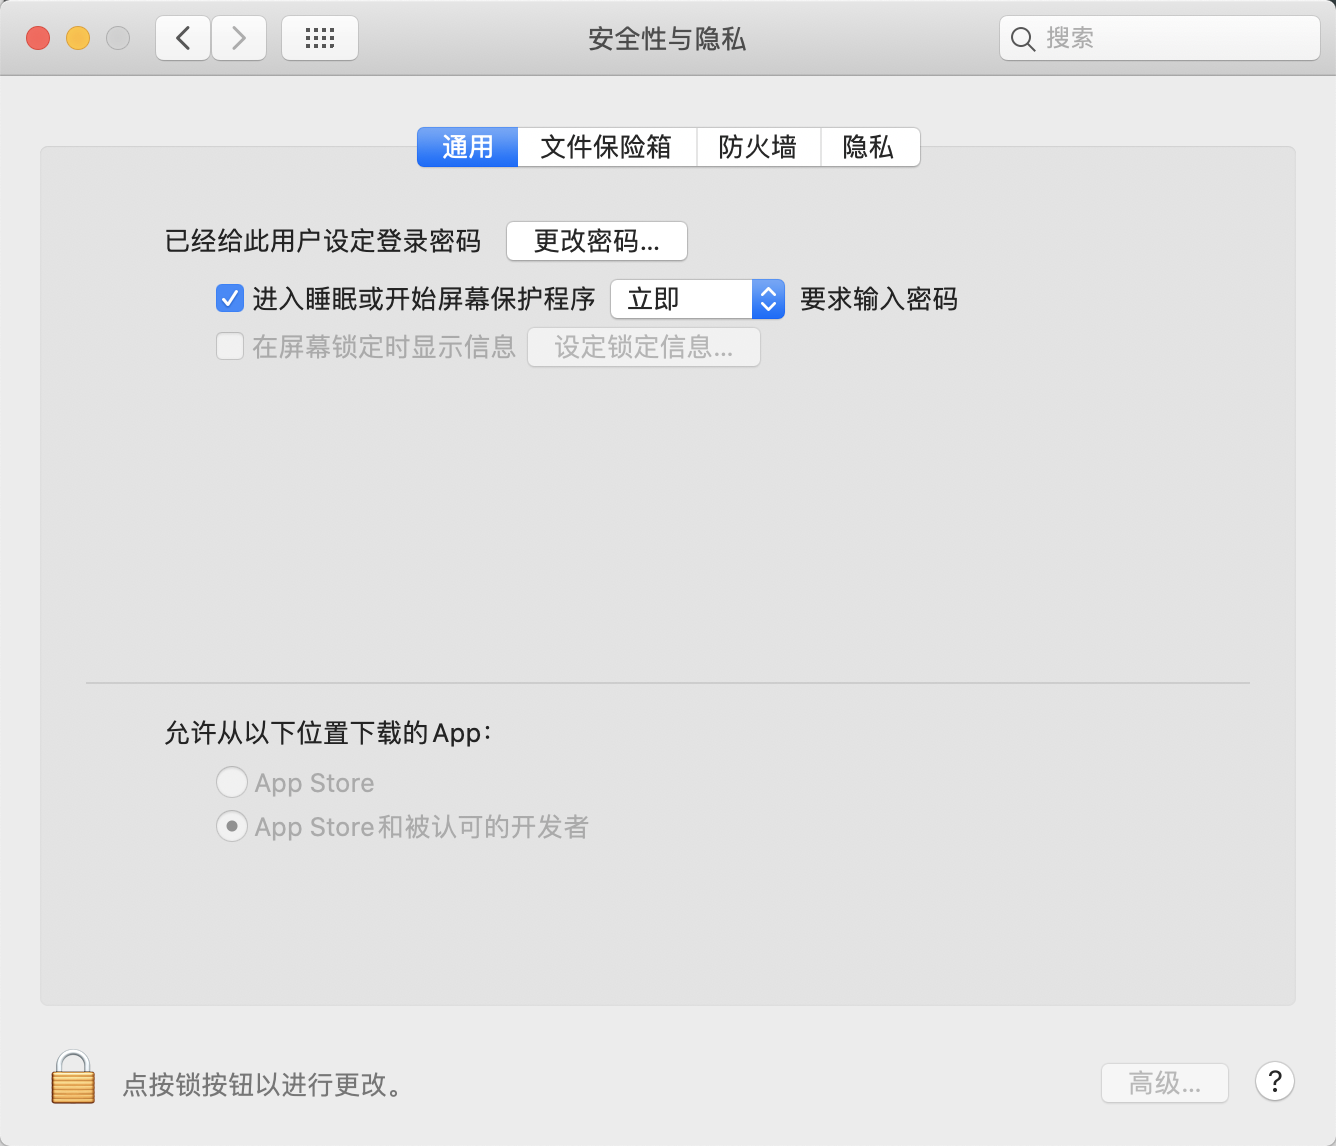 安全性与隐私
搜索
通用 文件保险箱 防火墙 隐私
已经给此用户设定登录密码 更改密码...
进入睡眠或开始屏幕保护程序 立即 要求输入密码
在屏幕锁定时显示信息 设定锁定信息...
允许从以下位置下载的App：
App Store
App Store和被认可的开发者
点按锁按钮以进行更改。
高级... ?